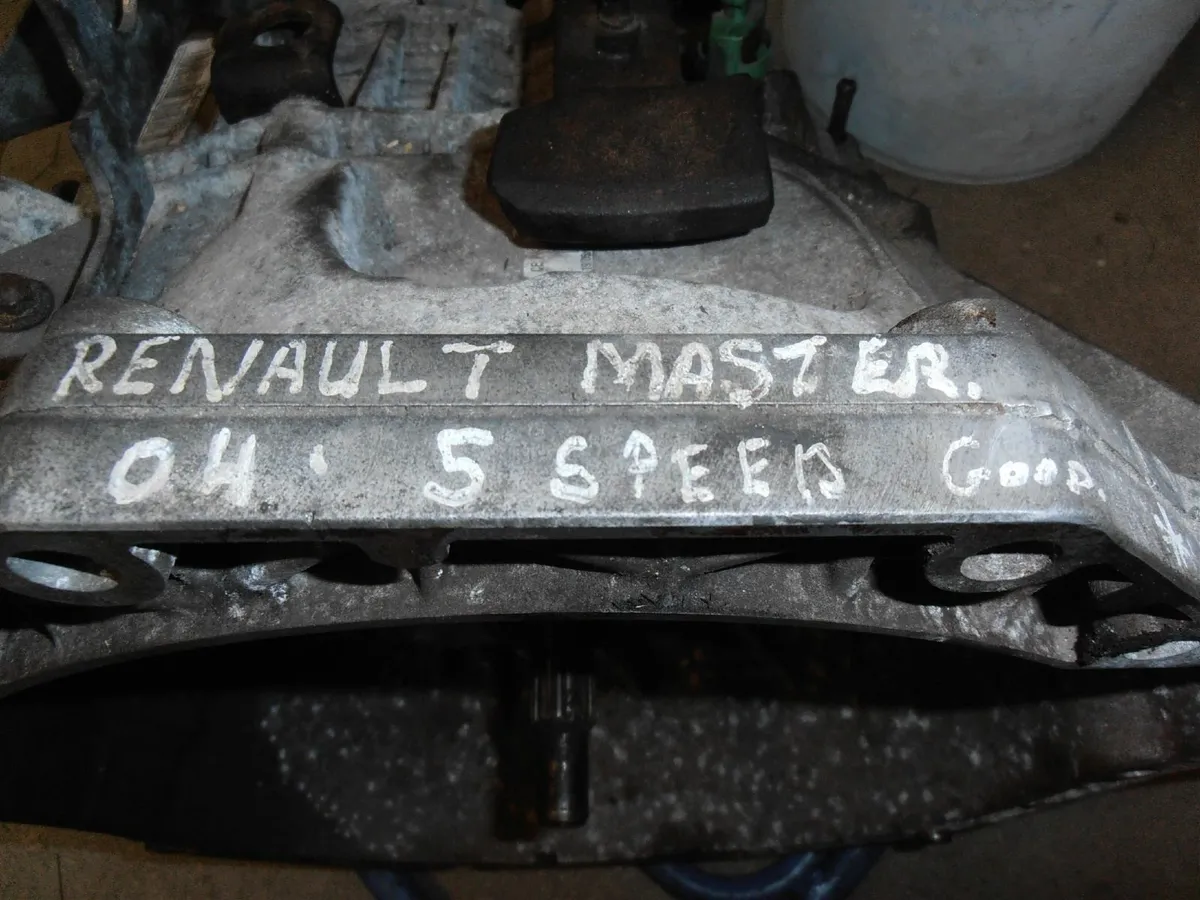 RENAULT MASTER.
04. 5 SPEED GOOD.